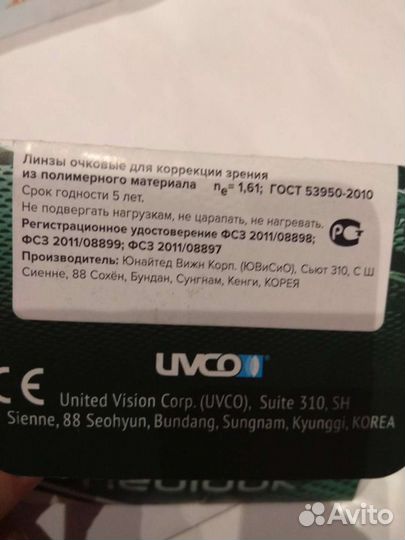 Линзы очковые для коррекции зрения
из полимерного материала ne= 1,61; ГОСТ 53950-2010
Срок годности 5 лет.
Не подвергать нагрузкам, не царапать, не нагревать.
Регистрационное удостоверение ФСЗ 2011/08898;
ФСЗ 2011/08899; ФСЗ 2011/08897
Производитель: Юнайтед Вижн Корп. (ЮВиСиО), Сьют 310, С Ш
Сиенне, 88 Сохён, Бундан, Сунгнам, Кенги, КОРЕЯ
РСТ
UVCO
CE United Vision Corp. (UVCO), Suite 310, SH
Sienne, 88 Seohyun, Bundang, Sungnam, Kyunggi, KOREA
Avito